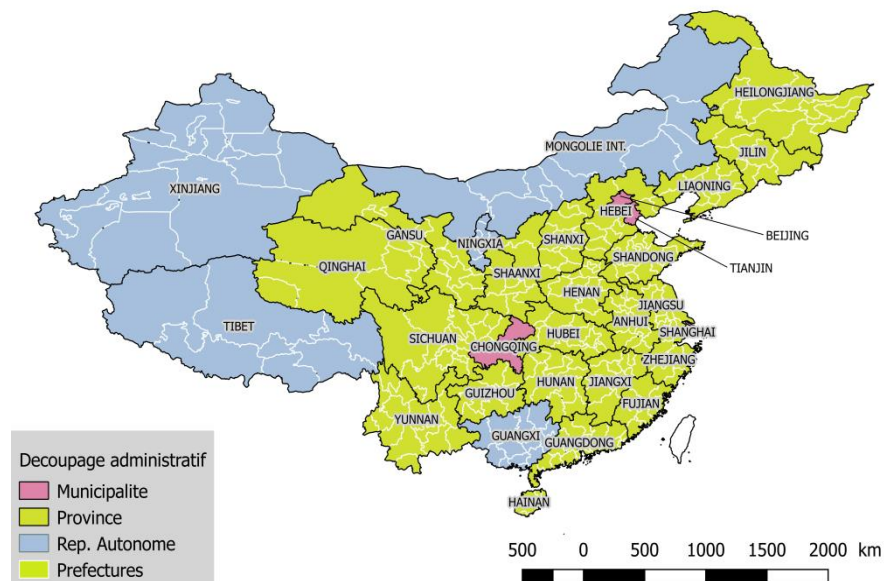 HEILONGJIANG
MONGOLIE INT.
JILIN
XINJIANG
LIAONING
HEBEI
GANSU
NINGXIA
SHANXI
BEIJING
QINGHAI
SHANDONG
TIANJIN
SHAANXI
HENAN
JIANGSU
TIBET
ANHUI
SICHUAN
HUBEI
SHANGHAI
CHONGQING
ZHEJIANG
HUNAN
JIANGXI
GUIZHOU
FUJIAN
YUNNAN
GUANGXI
GUANGDONG
HAINAN
Decoupage administratif
Municipalite
Province
Rep. Autonome
Prefectures
500 0 500 1000 1500 2000 km